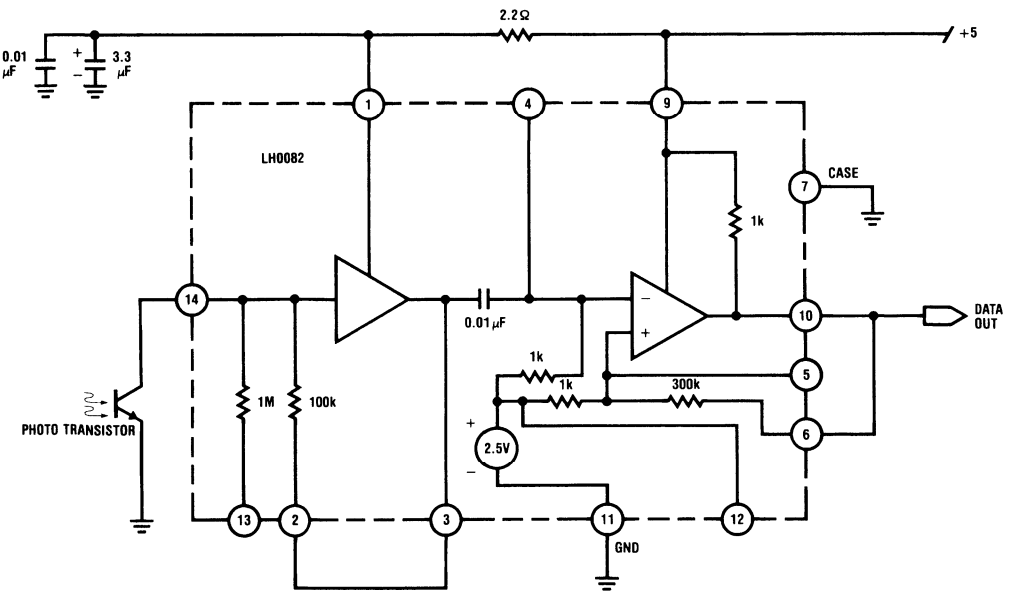 2.2Ω
+5
0.01
μF
+
−
3.3
μF
1
4
9
LH0082
7
CASE
1k
14
0.01 μF
−
+
10
DATA
OUT
1k
5
1k
300k
1M
100k
PHOTO TRANSISTOR
+
2.5V
−
6
13
2
3
11
12
GND